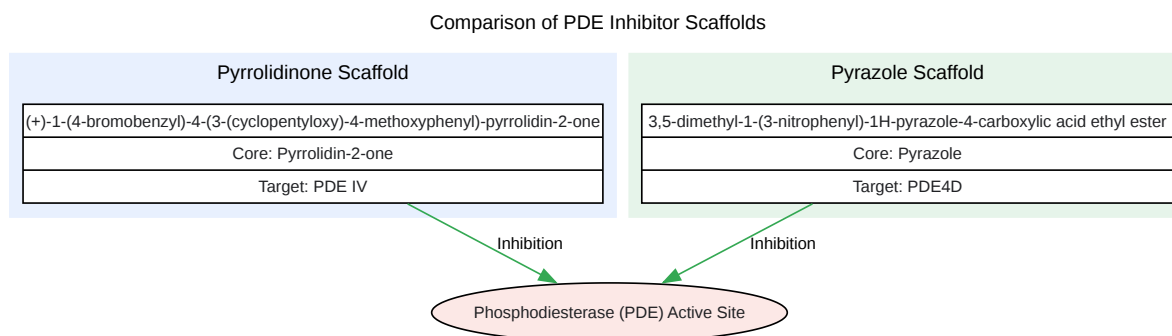 Comparison of PDE Inhibitor Scaffolds
Pyrrolidinone Scaffold
(+)-1-(4-bromobenzyl)-4-(3-(cyclopentyloxy)-4-methoxyphenyl)-pyrrolidin-2-one
Core: Pyrrolidin-2-one
Target: PDE IV
Pyrazole Scaffold
3,5-dimethyl-1-(3-nitrophenyl)-1H-pyrazole-4-carboxylic acid ethyl ester
Core: Pyrazole
Target: PDE4D
Inhibition
Inhibition
Phosphodiesterase (PDE) Active Site